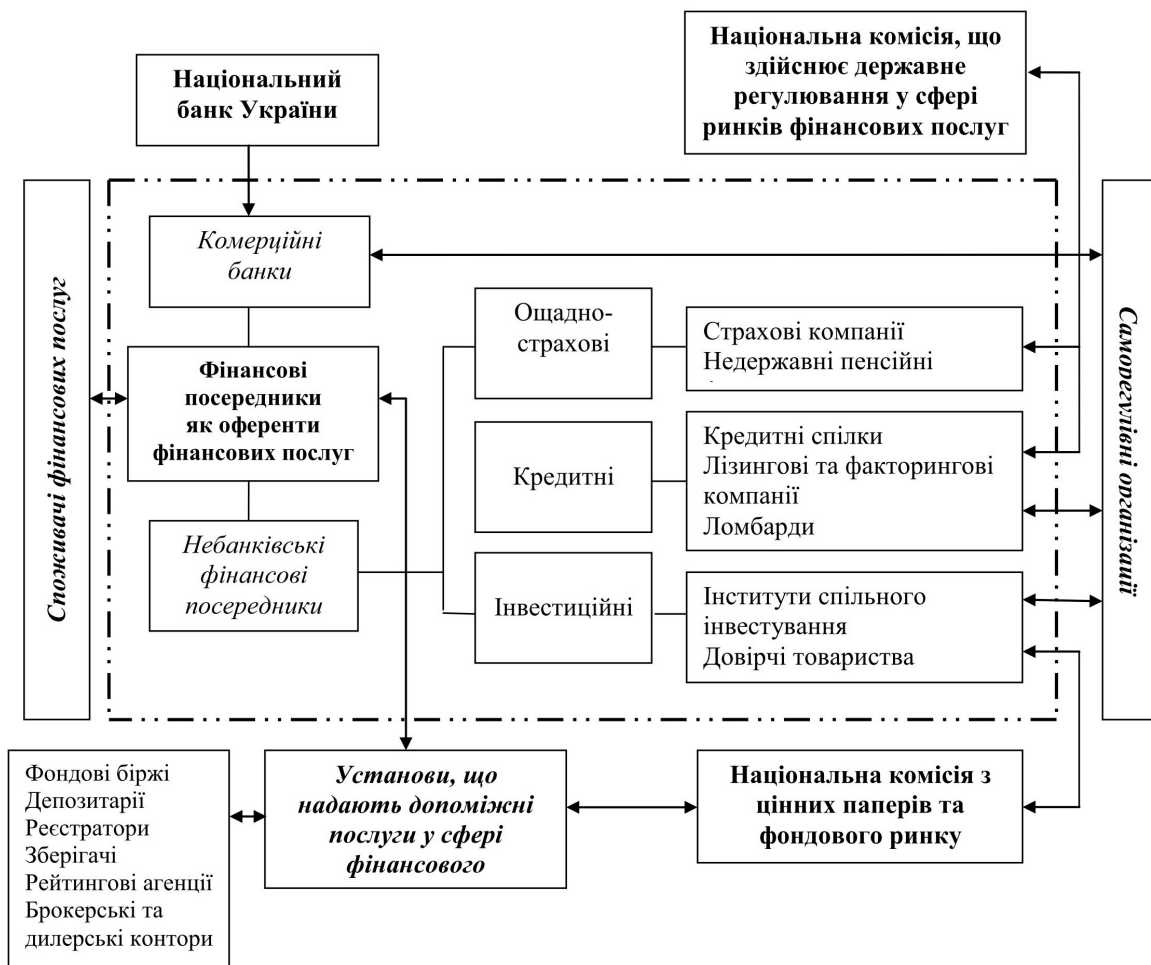 Національний
банк України
Національна комісія, що
здійснює державне
регулювання у сфері
ринків фінансових послуг
Споживачі фінансових послуг
Комерційні
банки
Фінансові
посередники
як оференти
фінансових послуг
Небанківські
фінансові
посередники
Ощадно-
страхові
Страхові компанії
Недержавні пенсійні
Кредитні
Кредитні спілки
Лізингові та факторингові
компанії
Ломбарди
Інвестиційні
Інститути спільного
інвестування
Довірчі товариства
Саморегулівні організації
Фондові біржі
Депозитарії
Реєстратори
Зберігачі
Рейтингові агенції
Брокерські та
дилерські контори
Установи, що
надають допоміжні
послуги у сфері
фінансового
Національна комісія з
цінних паперів та
фондового ринку